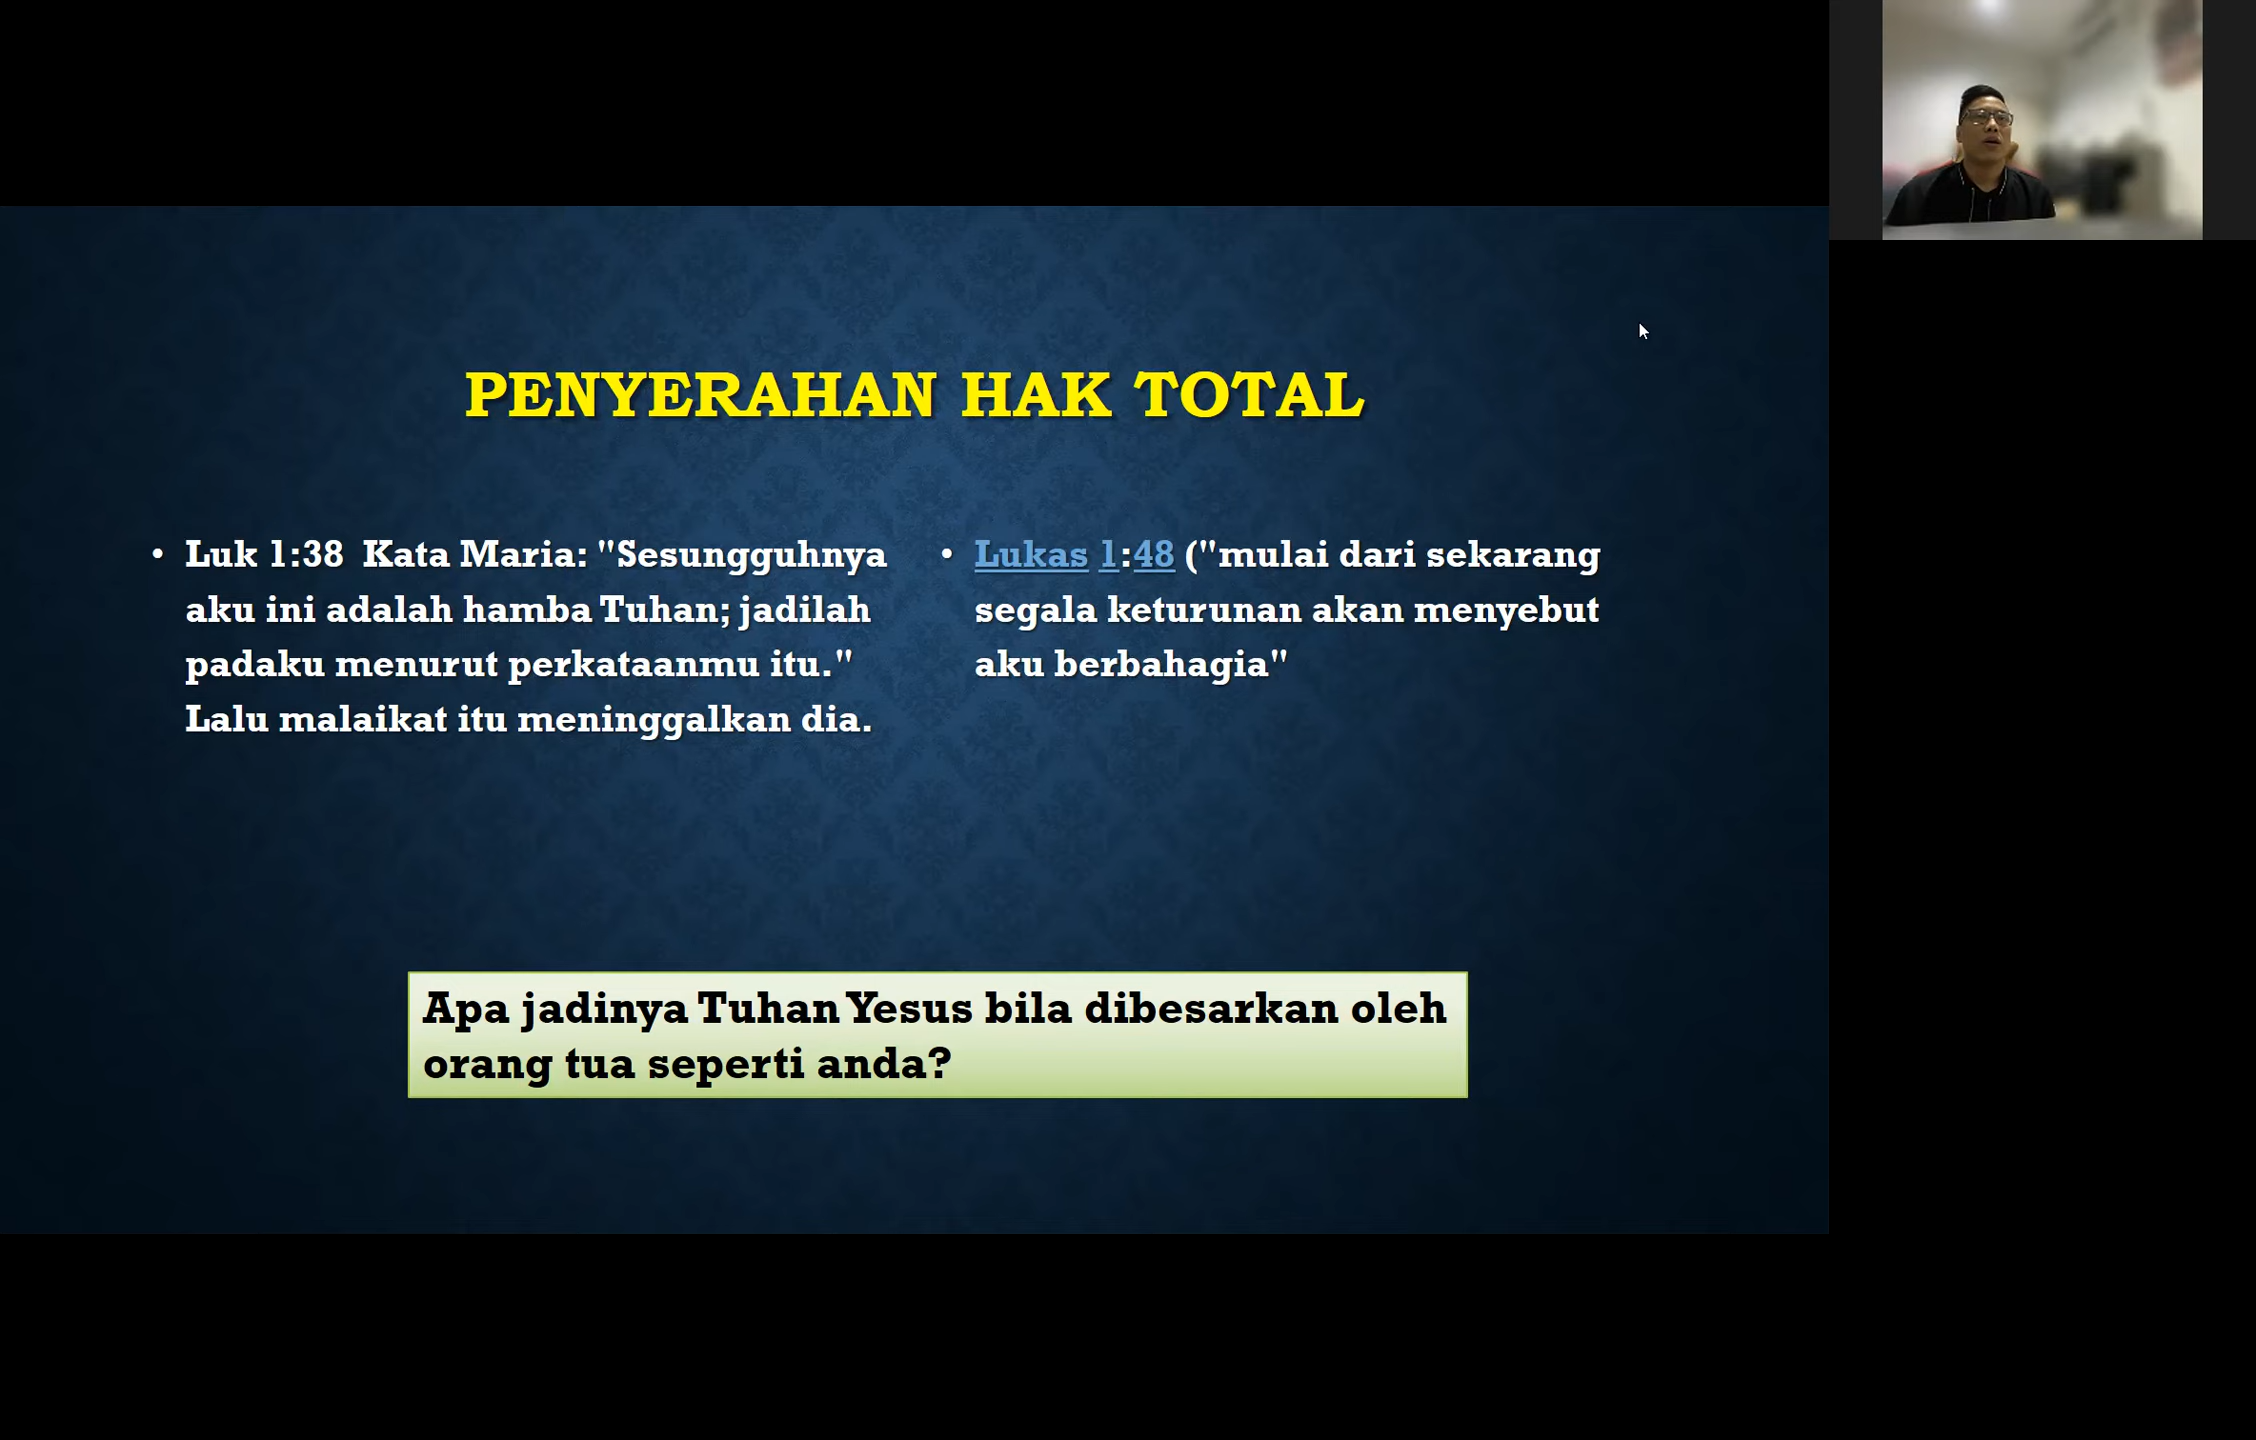 PENYERAHAN HAK TOTAL
• Luk 1:38  Kata Maria: "Sesungguhnya
aku ini adalah hamba Tuhan; jadilah
padaku menurut perkataanmu itu."
Lalu malaikat itu meninggalkan dia.
• Lukas 1:48 ("mulai dari sekarang
segala keturunan akan menyebut
aku berbahagia"
Apa jadinya Tuhan Yesus bila dibesarkan oleh
orang tua seperti anda?